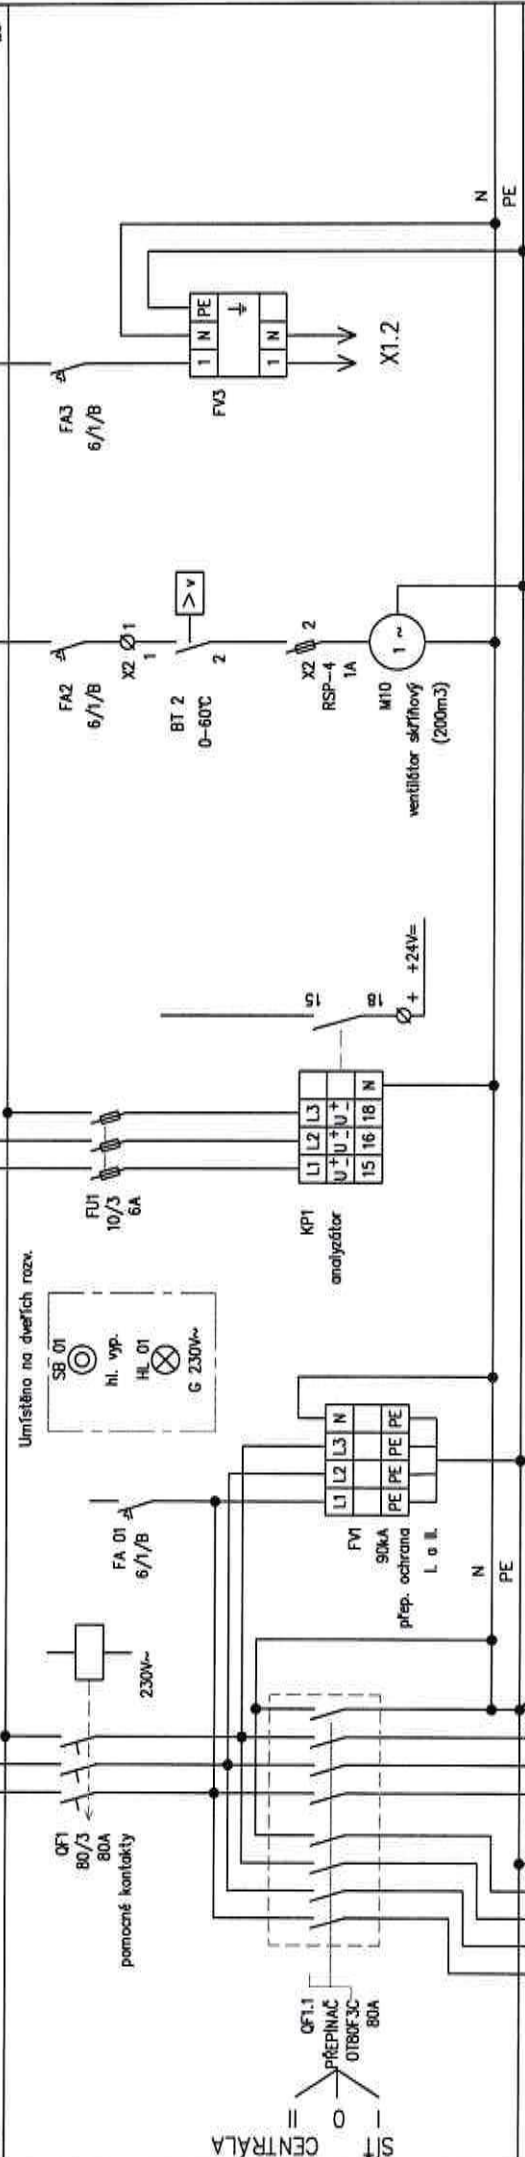 SÍŤ
CENTRÁLA
I
0
II
QF1.1
PŘEPÍNAČ
OT80F3C
80A
QF1
80/3
80A
pomocné kontakty
230V~
FA 01
6/1/B
FV1
90kA
přep. ochrana
I. a II.
L1 L2 L3 N
PE PE PE PE
N
PE
Umístěno na dveřích rozv.
SB 01
hl. vyp.
HL 01
G 230V~
FU1
10/3
6A
KP1
analyzátor
L1 L2 L3
U± U± U±
15 16 18 N
15
18
+ +24V=
FA2
6/1/B
X2 1
1
BT 2
0-60°C
> v
2
X2 2
RSP-4
1A
M10
1 ~
ventilátor skříňový
(200m3)
FA3
6/1/B
FV3
1 N PE
1 N
X1.2
N
PE